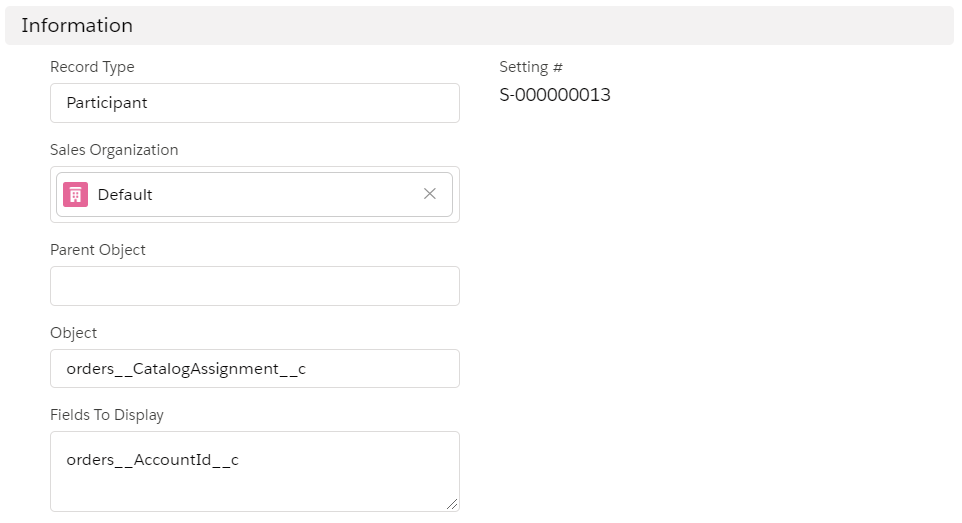 Information
Record Type
Participant
Setting #
S-000000013
Sales Organization
Default
Parent Object
Object
orders__CatalogAssignment__c
Fields To Display
orders__AccountId__c